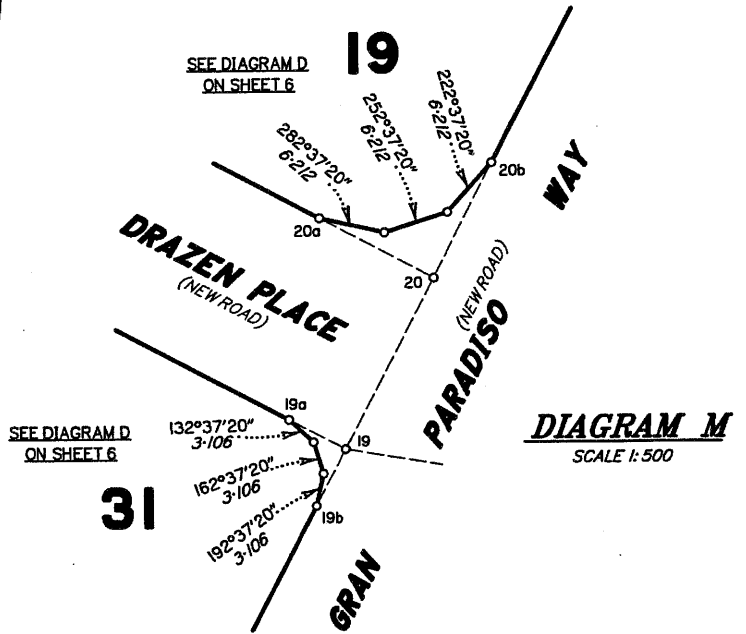 SEE DIAGRAM D
ON SHEET 6
19
222°37'20"
6·212
252°37'20"
6·212
282°37'20"
6·212
20b
20a
20
WAY
DRAZEN PLACE
(NEW ROAD)
(NEW ROAD)
PARADISO
19a
19
19b
SEE DIAGRAM D
ON SHEET 6
132°37'20"
3·106
162°37'20"
3·106
192°37'20"
3·106
31
DIAGRAM M
SCALE 1:500
GRAN